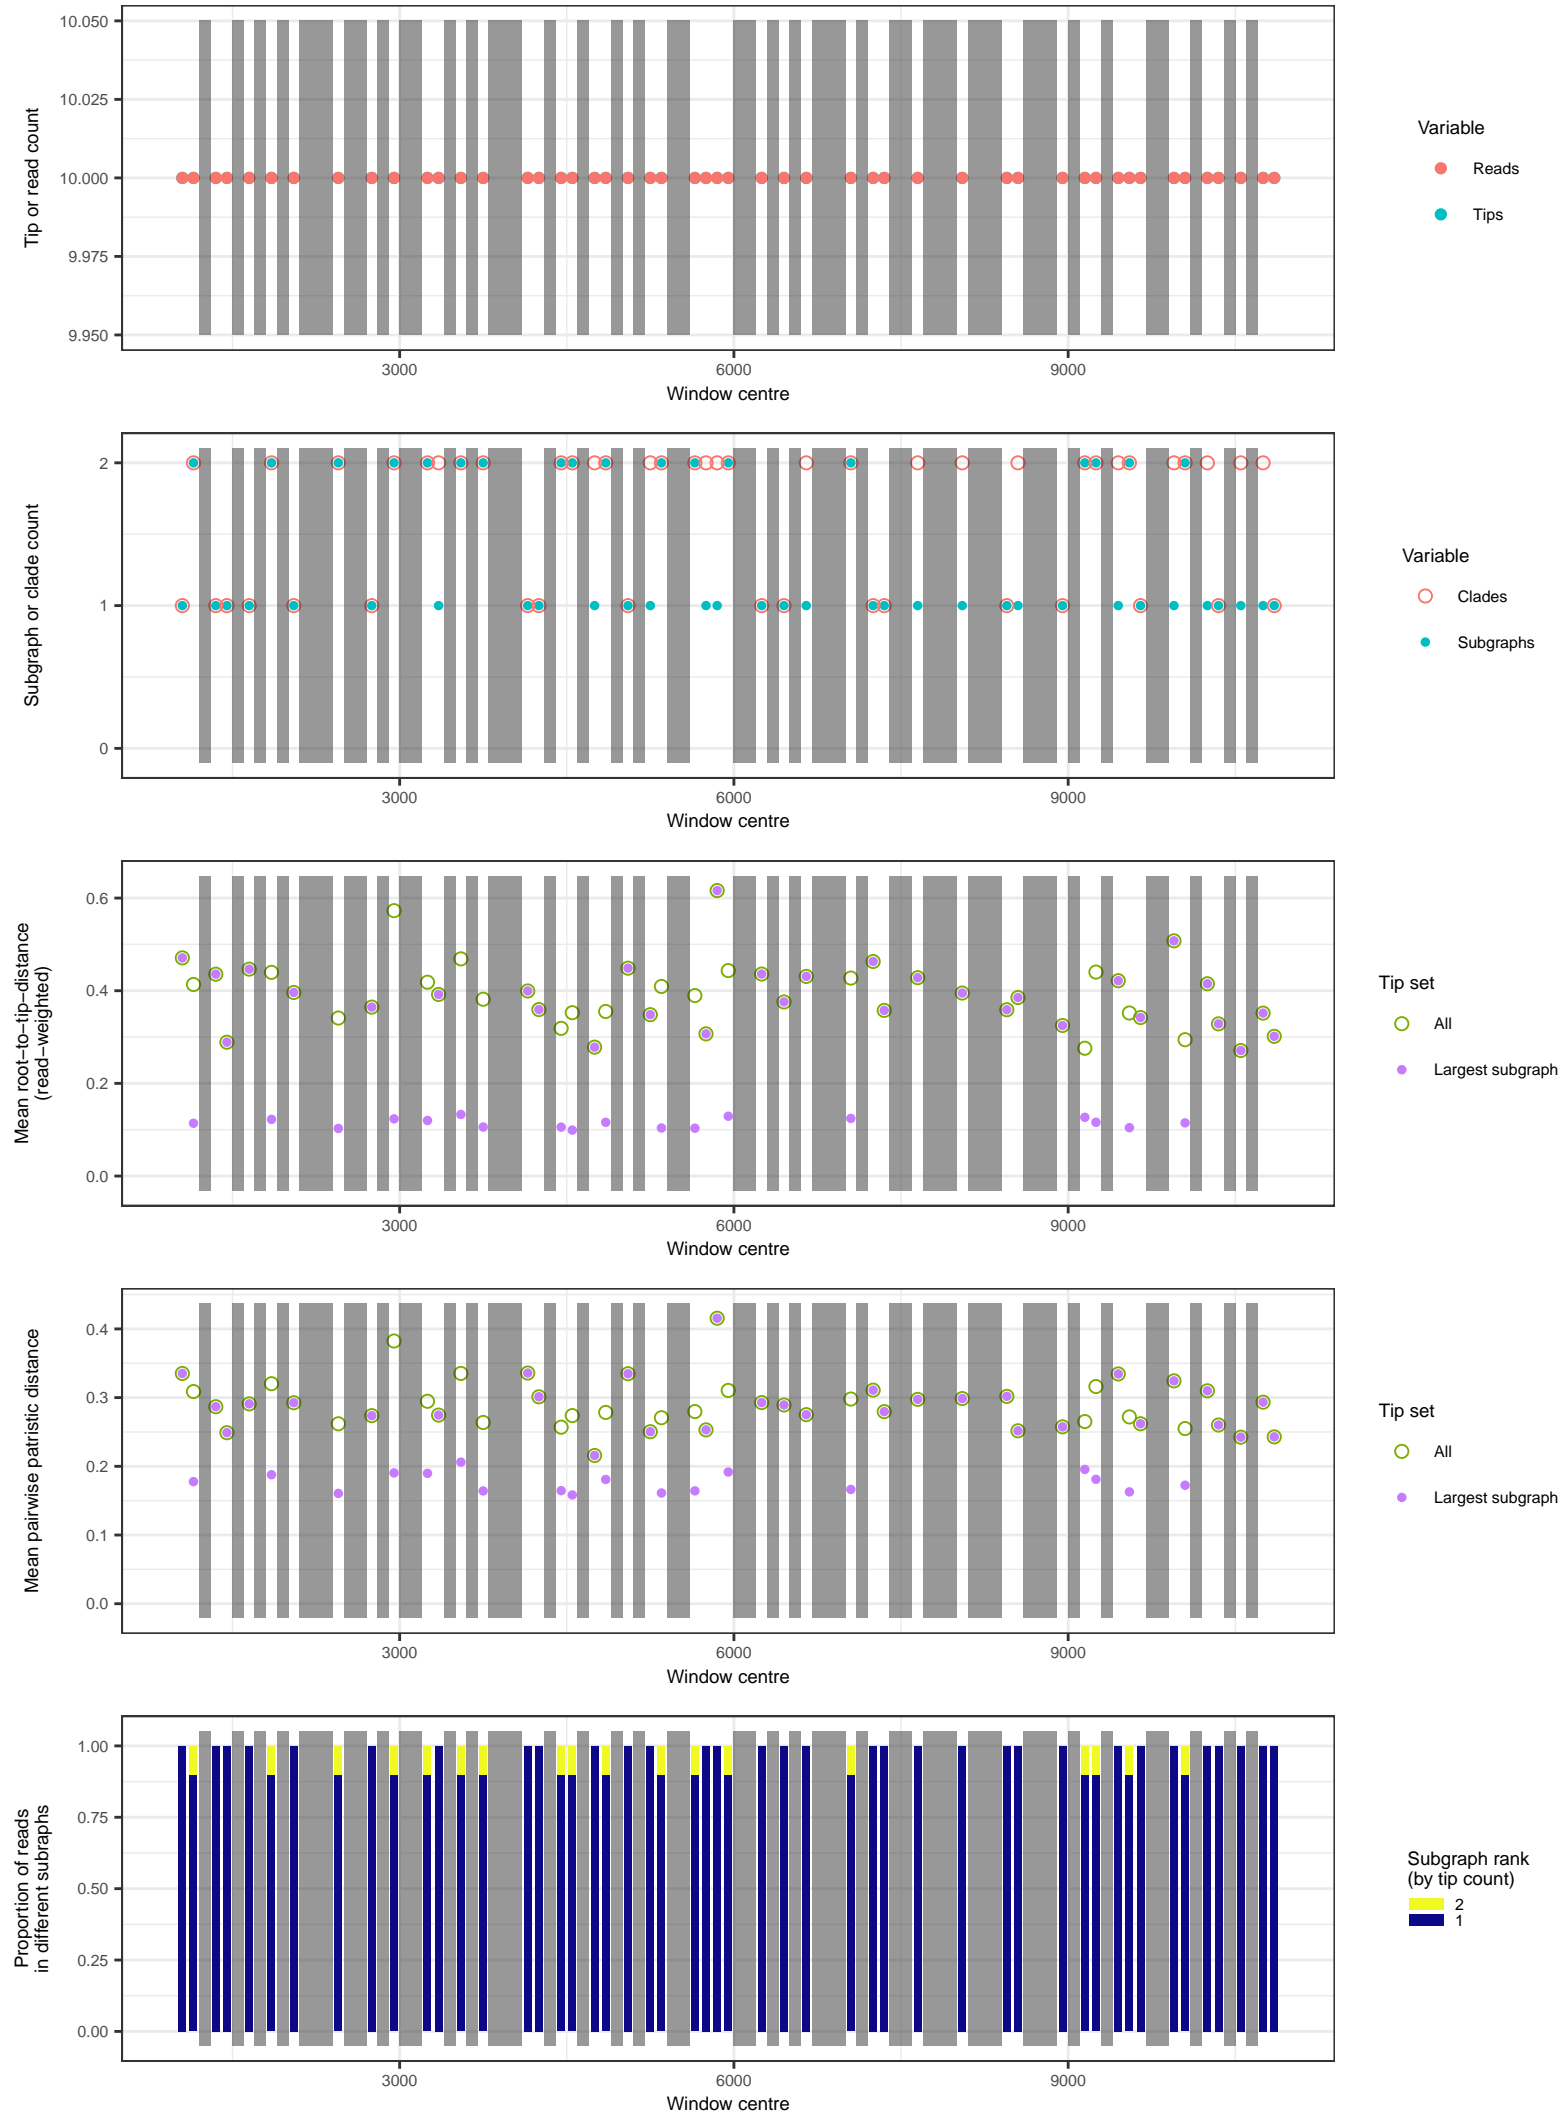 10.050
10.025
10.000
9.975
9.950
Tip or read count
3000
6000
9000
Window centre
Variable
Reads
Tips
2
1
0
Subgraph or clade count
3000
6000
9000
Window centre
Variable
Clades
Subgraphs
0.6
0.4
0.2
0.0
Mean root−to−tip−distance
(read−weighted)
3000
6000
9000
Window centre
Tip set
All
Largest subgraph
0.4
0.3
0.2
0.1
0.0
Mean pairwise patristic distance
3000
6000
9000
Window centre
Tip set
All
Largest subgraph
1.00
0.75
0.50
0.25
0.00
Proportion of reads
in different subraphs
3000
6000
9000
Window centre
Subgraph rank
(by tip count)
2
1